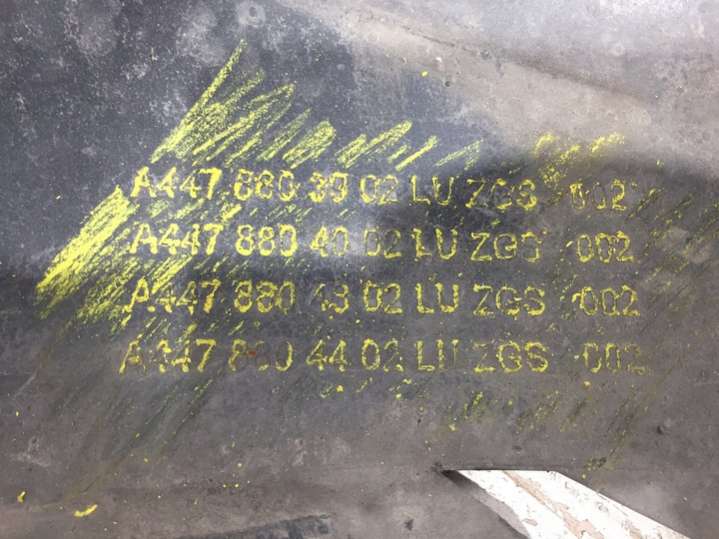 A447 880 39 02 LU ZGS 002
A447 880 40 02 LU ZGS 002
A447 880 43 02 LU ZGS 002
A447 880 44 02 LU ZGS 002